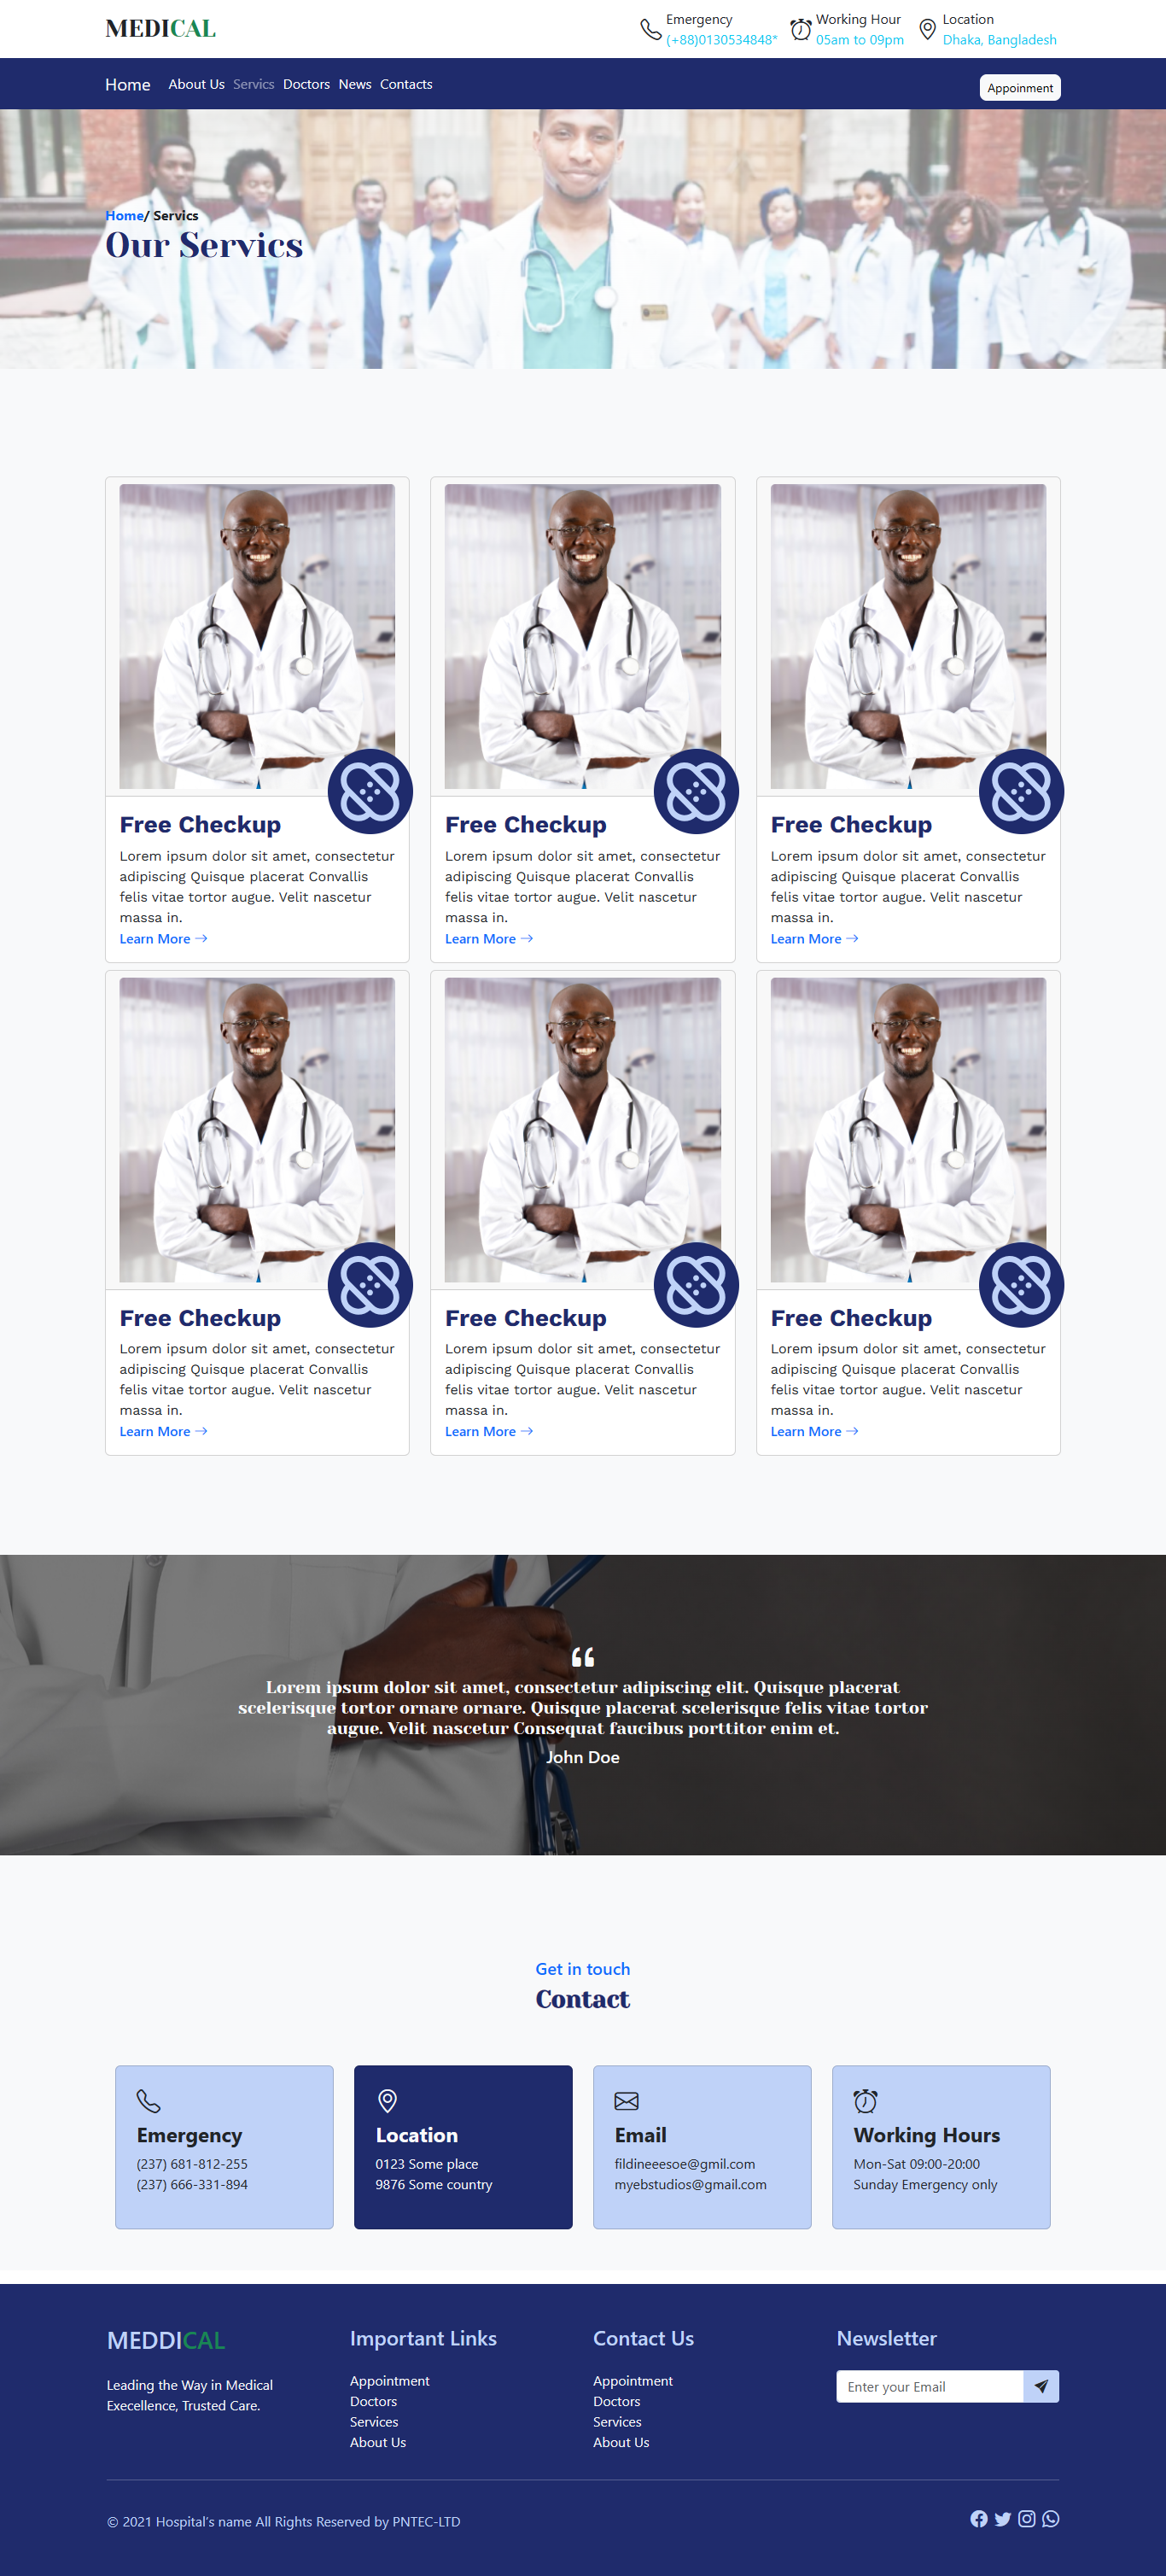 MEDICAL
Emergency
(+88)0130534848*
Working Hour
05am to 09pm
Location
Dhaka, Bangladesh
Home About Us Servics Doctors News Contacts
Appoinment
Home/ Servics
Our Servics
Free Checkup
Lorem ipsum dolor sit amet, consectetur
adipiscing Quisque placerat Convallis
felis vitae tortor augue. Velit nascetur
massa in.
Learn More
Free Checkup
Lorem ipsum dolor sit amet, consectetur
adipiscing Quisque placerat Convallis
felis vitae tortor augue. Velit nascetur
massa in.
Learn More
Free Checkup
Lorem ipsum dolor sit amet, consectetur
adipiscing Quisque placerat Convallis
felis vitae tortor augue. Velit nascetur
massa in.
Learn More
Free Checkup
Lorem ipsum dolor sit amet, consectetur
adipiscing Quisque placerat Convallis
felis vitae tortor augue. Velit nascetur
massa in.
Learn More
Free Checkup
Lorem ipsum dolor sit amet, consectetur
adipiscing Quisque placerat Convallis
felis vitae tortor augue. Velit nascetur
massa in.
Learn More
Free Checkup
Lorem ipsum dolor sit amet, consectetur
adipiscing Quisque placerat Convallis
felis vitae tortor augue. Velit nascetur
massa in.
Learn More
“
Lorem ipsum dolor sit amet, consectetur adipiscing elit. Quisque placerat
scelerisque tortor ornare ornare. Quisque placerat scelerisque felis vitae tortor
augue. Velit nascetur Consequat faucibus porttitor enim et.
John Doe
Get in touch
Contact
Emergency
(237) 681-812-255
(237) 666-331-894
Location
0123 Some place
9876 Some country
Email
fildineeesoe@gmil.com
myebstudios@gmail.com
Working Hours
Mon-Sat 09:00-20:00
Sunday Emergency only
MEDDICAL
Leading the Way in Medical
Execellence, Trusted Care.
Important Links
Appointment
Doctors
Services
About Us
Contact Us
Appointment
Doctors
Services
About Us
Newsletter
Enter your Email
© 2021 Hospital's name All Rights Reserved by PNTEC-LTD